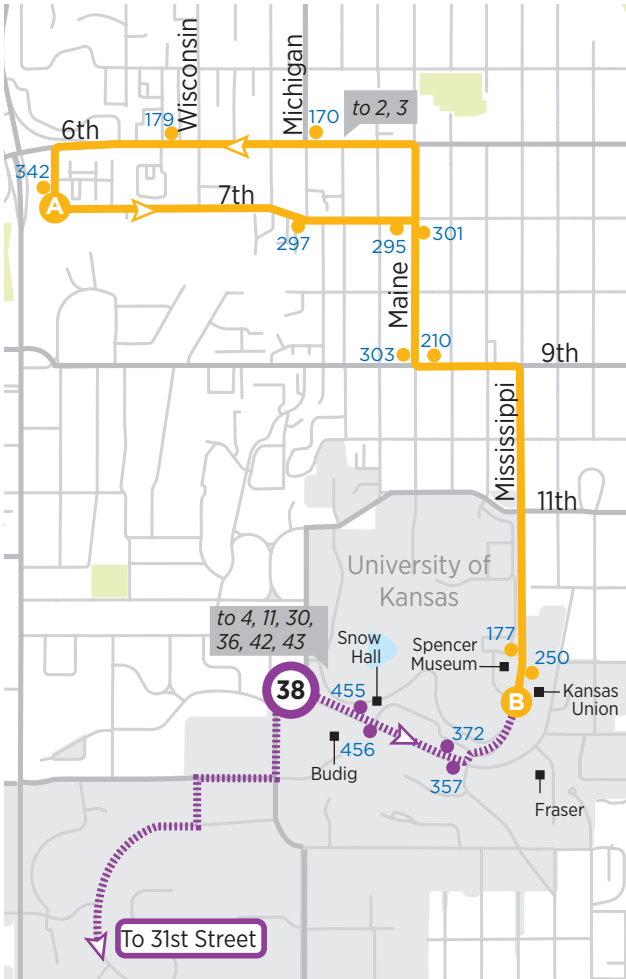 Wisconsin
Michigan
179
170
to 2, 3
6th
342
7th
A
297
295
301
Maine
303
210
9th
Mississippi
11th
University of
Kansas
to 4, 11, 30,
36, 42, 43
Snow
Hall
Spencer
Museum
177
250
38
455
B
Kansas
Union
456
372
Budig
357
Fraser
To 31st Street